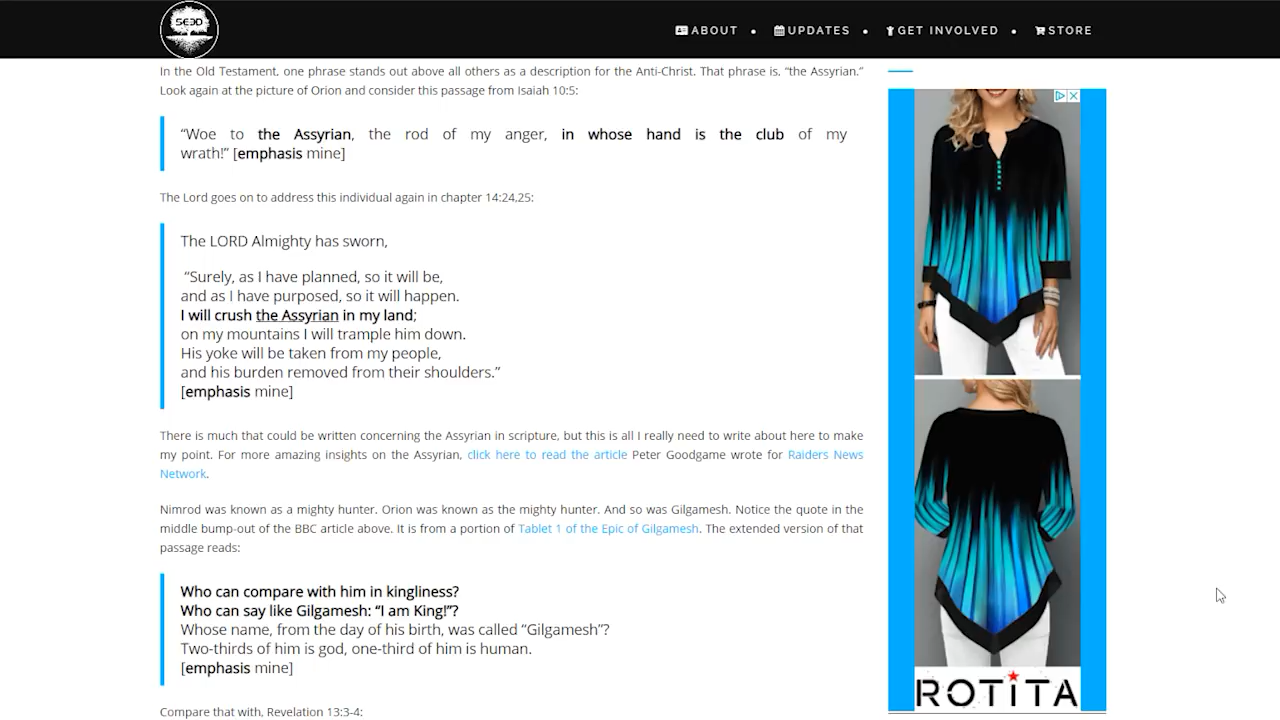 SEED
ABOUT • UPDATES • GET INVOLVED • STORE
In the Old Testament, one phrase stands out above all others as a description for the Anti-Christ. That phrase is, “the Assyrian.”
Look again at the picture of Orion and consider this passage from Isaiah 10:5:
“Woe to the Assyrian, the rod of my anger, in whose hand is the club of my
wrath!” [emphasis mine]
The Lord goes on to address this individual again in chapter 14:24,25:
The LORD Almighty has sworn,
“Surely, as I have planned, so it will be,
and as I have purposed, so it will happen.
I will crush the Assyrian in my land;
on my mountains I will trample him down.
His yoke will be taken from my people,
and his burden removed from their shoulders.”
[emphasis mine]
There is much that could be written concerning the Assyrian in scripture, but this is all I really need to write about here to make
my point. For more amazing insights on the Assyrian, click here to read the article Peter Goodgame wrote for Raiders News
Network.
Nimrod was known as a mighty hunter. Orion was known as the mighty hunter. And so was Gilgamesh. Notice the quote in the
middle bump-out of the BBC article above. It is from a portion of Tablet 1 of the Epic of Gilgamesh. The extended version of that
passage reads:
Who can compare with him in kingliness?
Who can say like Gilgamesh: “I am King!”?
Whose name, from the day of his birth, was called “Gilgamesh”?
Two-thirds of him is god, one-third of him is human.
[emphasis mine]
Compare that with, Revelation 13:3-4:
ROTITA